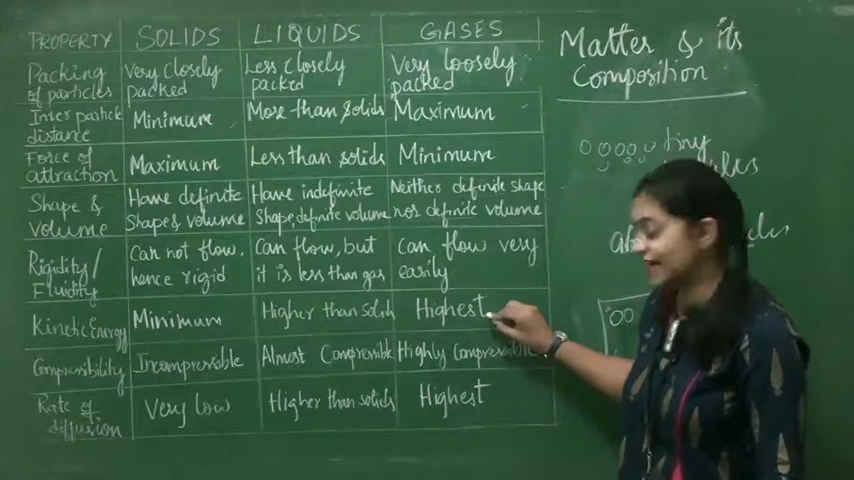 PROPERTY SOLIDS LIQUIDS GASES
Packing of particles
Very Closely packed
Less Closely packed
Very loosely packed
Inter particle distance
Minimum
More than solids
Maximum
Force of attraction
Maximum
Less than solids
Minimum
Shape & Volume
Have definite Shape & volume
Have indefinite Shape, definite volume
Neither definite shape nor definite volume
Rigidity/ Fluidity
Can not flow, hence rigid
Can flow, but it is less than gas
Can flow very easily
Kinetic Energy
Minimum
Higher than solids
Highest
Compressibility
Incompressible
Almost Compressible
Highly Compressible
Rate of diffusion
Very low
Higher than solids
Highest
Matter & its
Composition
tiny